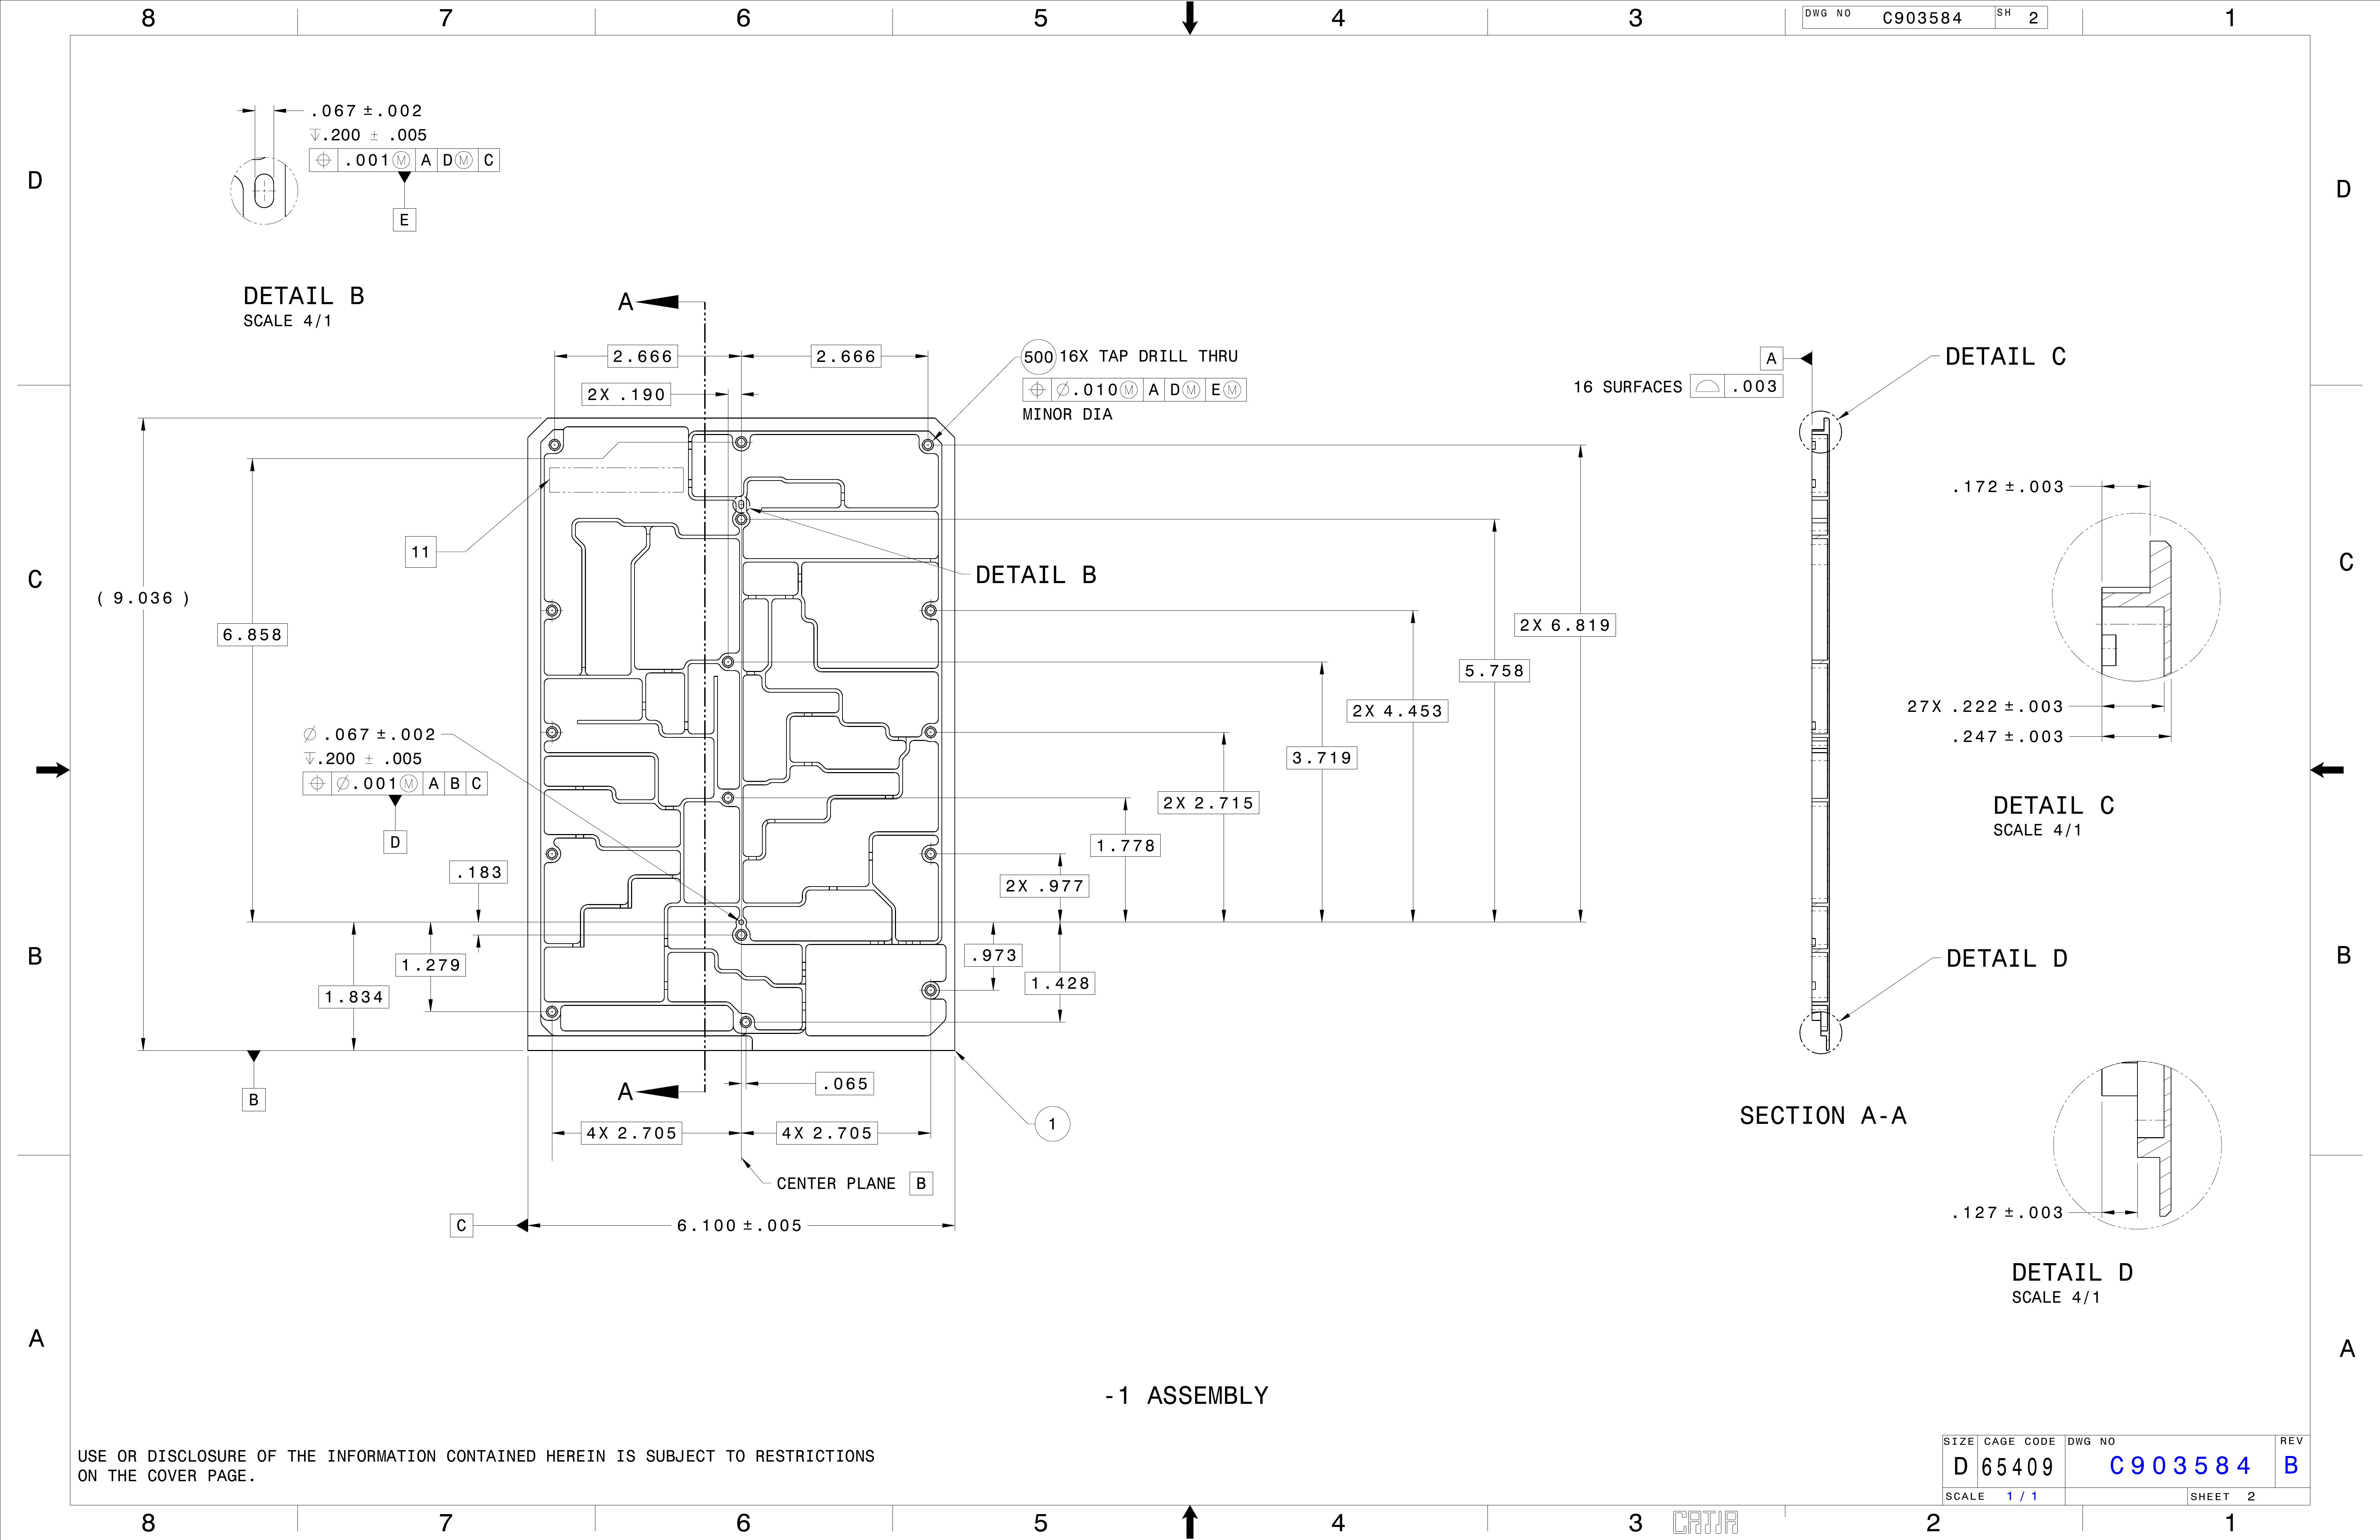 8 7 6 5 4 3 1
DWG NO C903584 SH 2
.067 ±.002
↧.200 ± .005
⌖ .001Ⓜ A DⓂ C
E
D D
DETAIL B
SCALE 4/1
A
2.666 2.666
2X .190
500 16X TAP DRILL THRU
⌖ ∅.010Ⓜ A DⓂ EⓂ
MINOR DIA
A
16 SURFACES ⌓ .003
DETAIL C
.172 ±.003
11
DETAIL B
C C
( 9.036 )
6.858
2X 6.819
5.758
2X 4.453
3.719
2X 2.715
1.778
2X .977
27X .222 ±.003
.247 ±.003
DETAIL C
SCALE 4/1
∅ .067 ±.002
↧.200 ± .005
⌖ ∅.001Ⓜ A B C
D
.183
B B
1.279
1.834
.973
1.428
DETAIL D
B
A
.065
4X 2.705 4X 2.705
1
CENTER PLANE B
C
6.100 ±.005
SECTION A-A
.127 ±.003
DETAIL D
SCALE 4/1
A A
-1 ASSEMBLY
USE OR DISCLOSURE OF THE INFORMATION CONTAINED HEREIN IS SUBJECT TO RESTRICTIONS
ON THE COVER PAGE.
SIZE CAGE CODE DWG NO REV
D 65409 C903584 B
SCALE 1/1 SHEET 2
8 7 6 5 4 3 CATIA 2 1